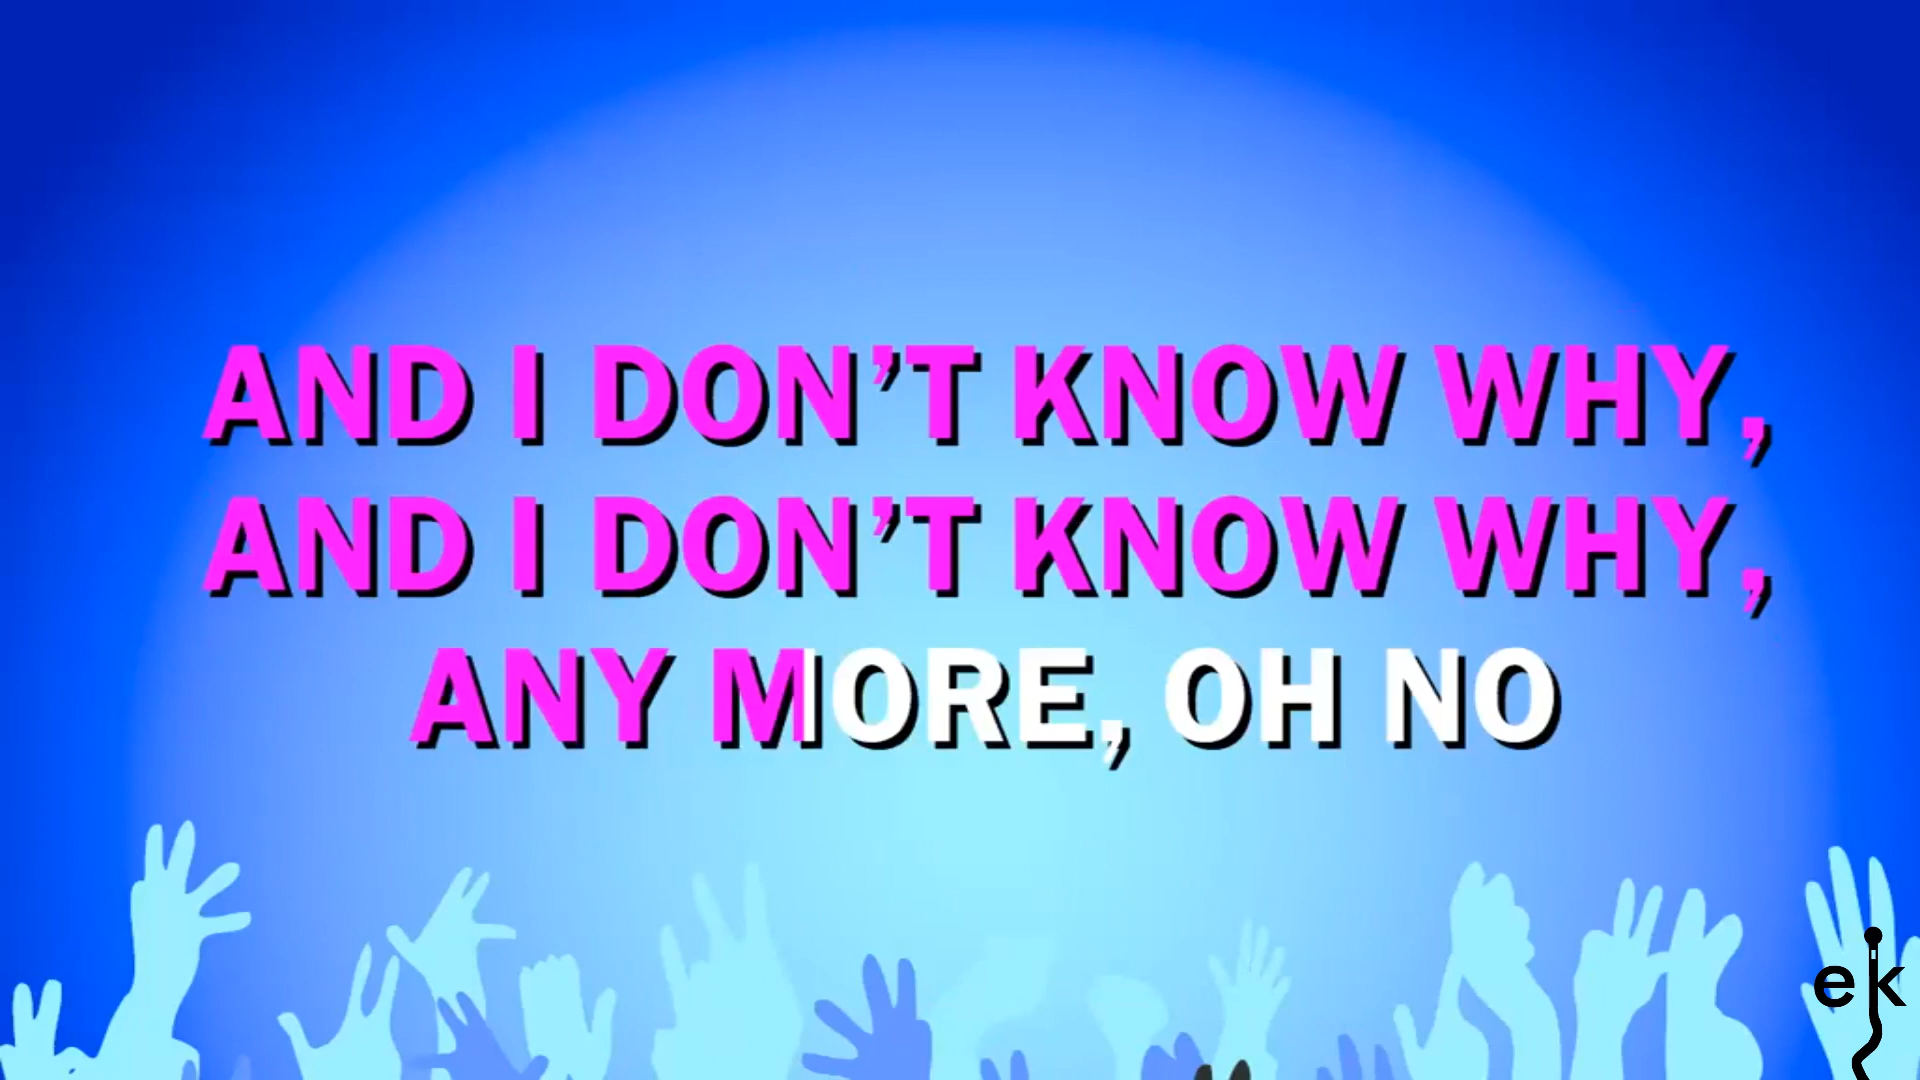 AND I DON’T KNOW WHY,
AND I DON’T KNOW WHY,
ANY MORE, OH NO
ek